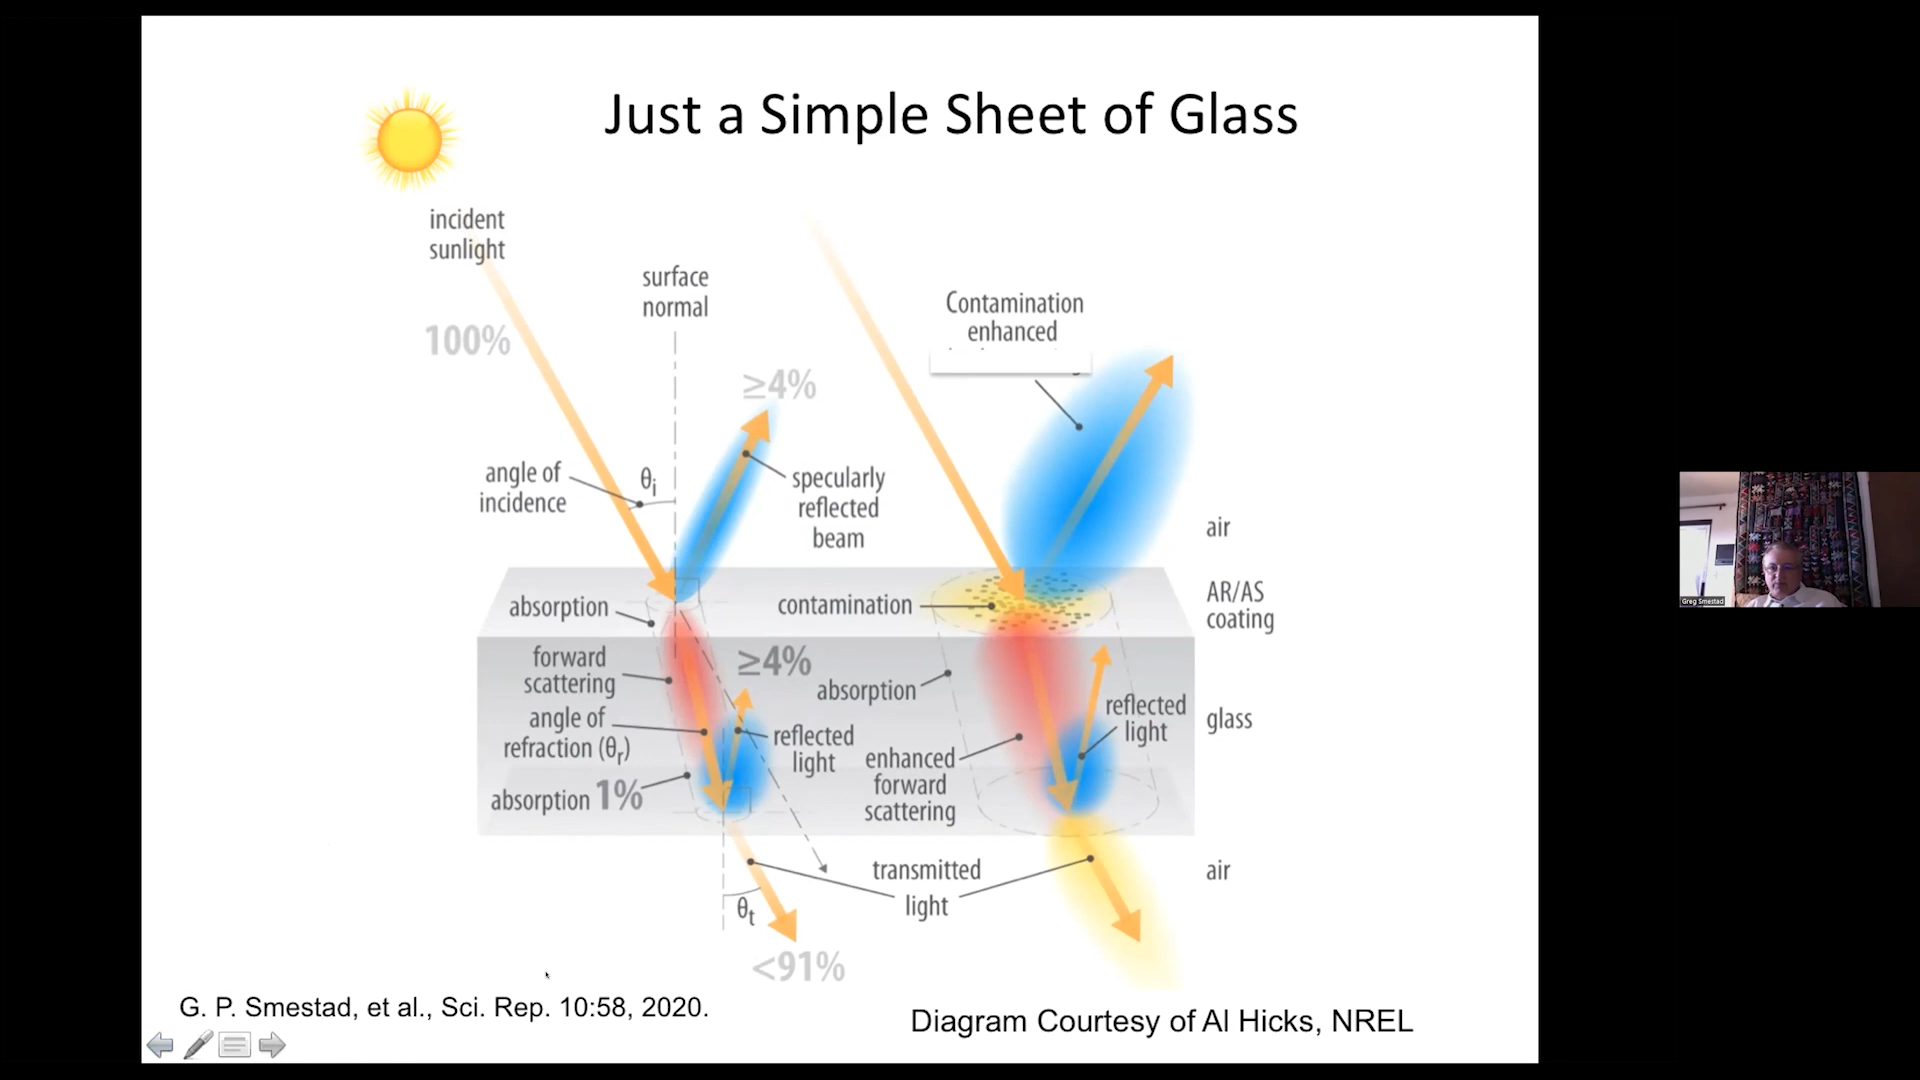 Just a Simple Sheet of Glass
incident
sunlight
100%
surface
normal
≥4%
angle of
incidence
θi
specularly
reflected
beam
Contamination
enhanced
air
AR/AS
coating
absorption
contamination
forward
scattering
≥4%
absorption
angle of
refraction (θr)
reflected
light
reflected
light
glass
enhanced
forward
scattering
absorption 1%
transmitted
light
air
θt
<91%
G. P. Smestad, et al., Sci. Rep. 10:58, 2020.
Diagram Courtesy of Al Hicks, NREL
Greg Smestad